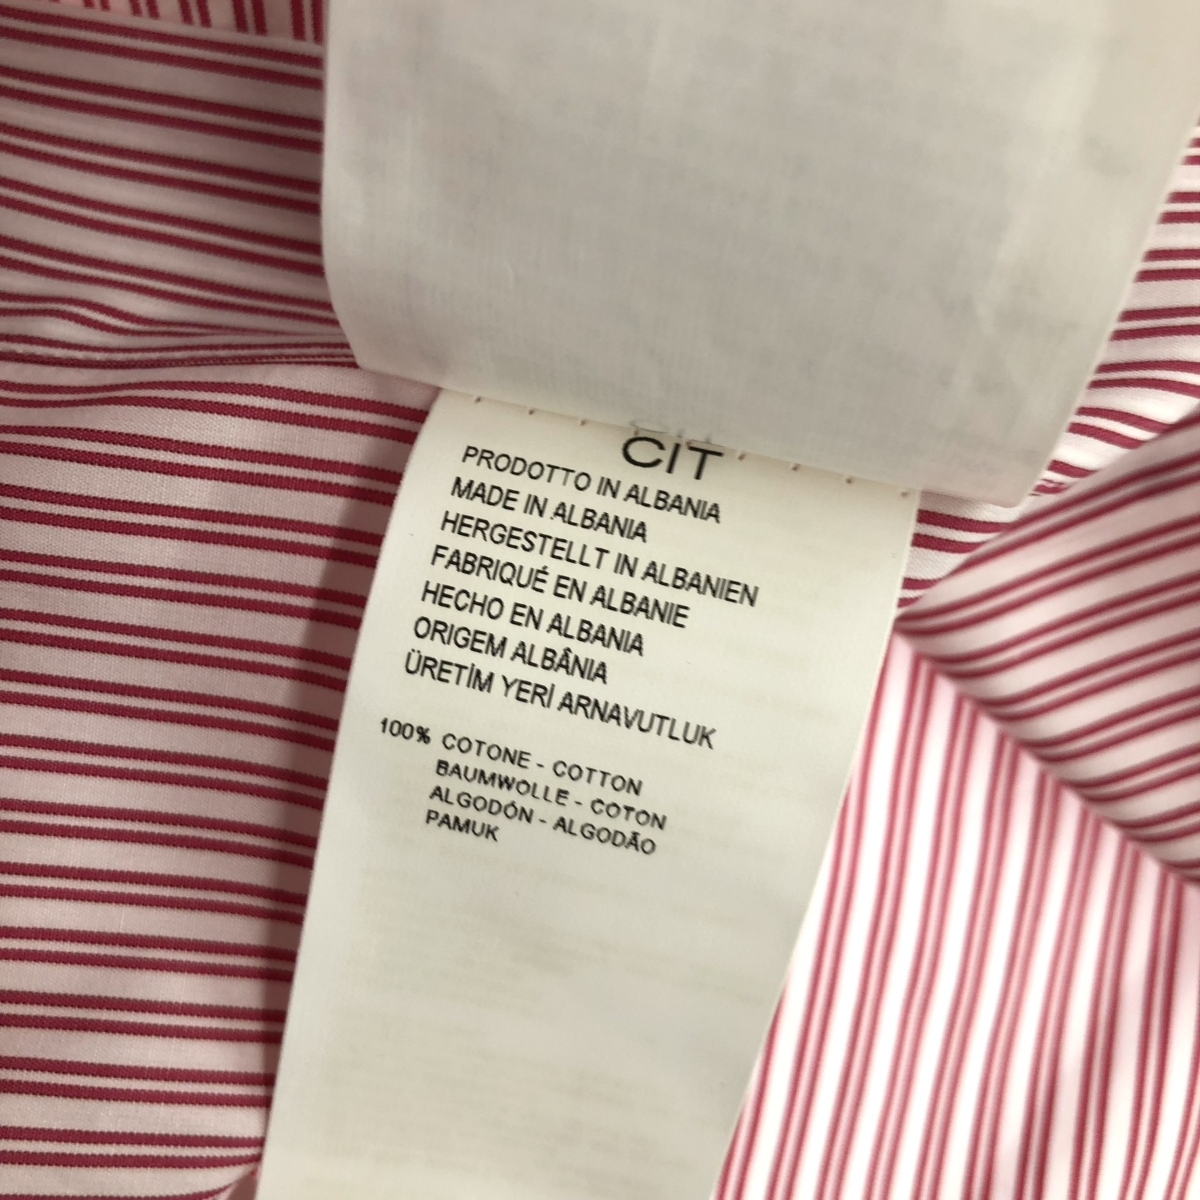 CIT
PRODOTTO IN ALBANIA
MADE IN ALBANIA
HERGESTELLT IN ALBANIEN
FABRIQUÉ EN ALBANIE
HECHO EN ALBANIA
ORIGEM ALBÂNIA
ÜRETİM YERİ ARNAVUTLUK
100% COTONE - COTTON
BAUMWOLLE - COTON
ALGODÓN - ALGODÃO
PAMUK